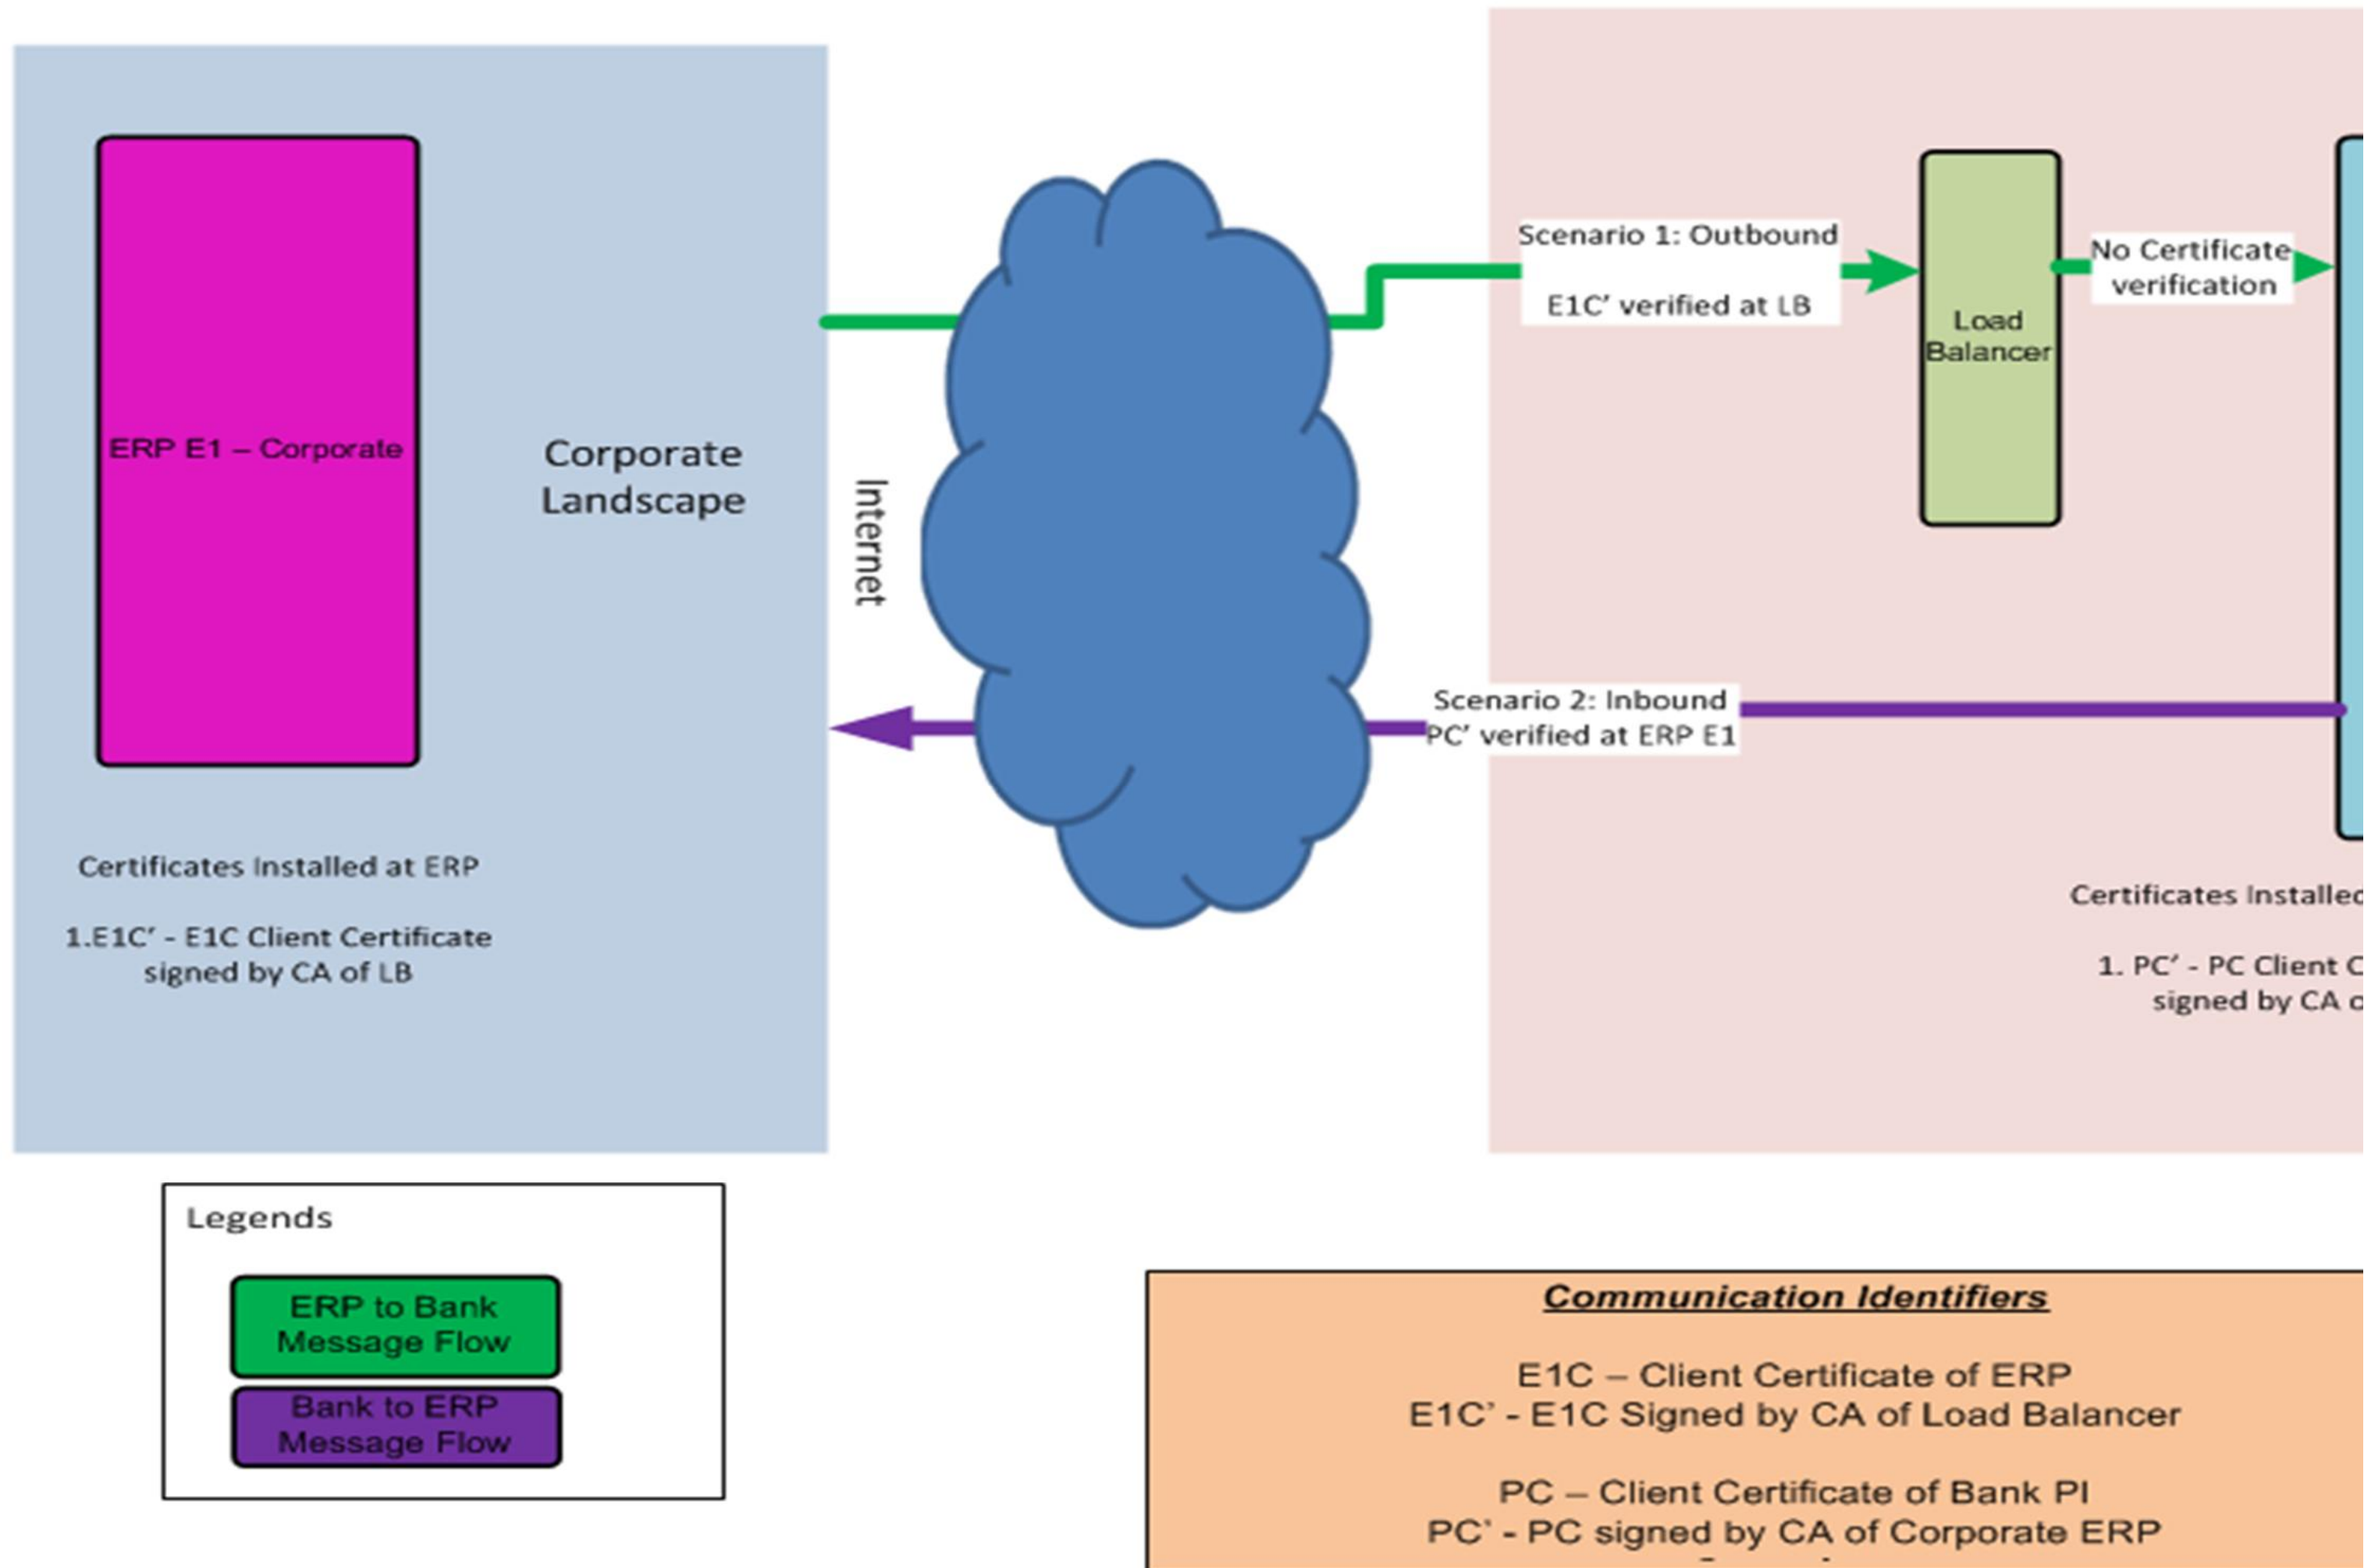 ERP E1 – Corporate
Corporate
Landscape
Certificates Installed at ERP
1.E1C’ - E1C Client Certificate
signed by CA of LB
Internet
Scenario 1: Outbound
E1C’ verified at LB
Load
Balancer
No Certificate
verification
Scenario 2: Inbound
PC’ verified at ERP E1
Certificates Installed
1. PC’ - PC Client C
signed by CA o
Legends
ERP to Bank
Message Flow
Bank to ERP
Message Flow
Communication Identifiers
E1C – Client Certificate of ERP
E1C’ - E1C Signed by CA of Load Balancer
PC – Client Certificate of Bank PI
PC’ - PC signed by CA of Corporate ERP